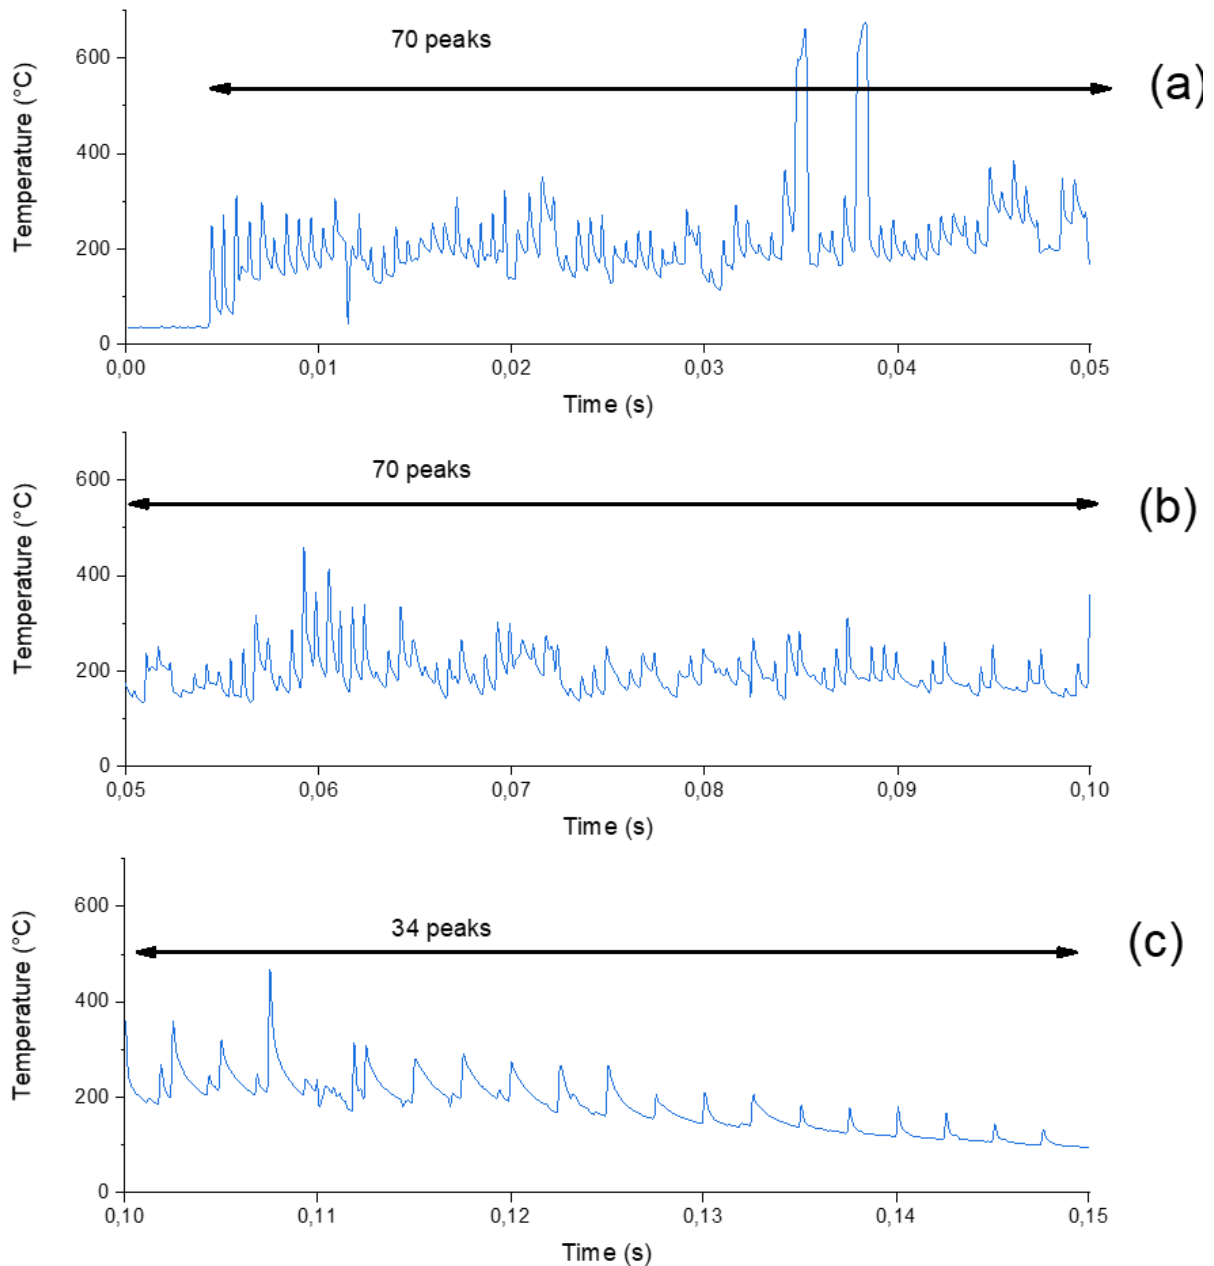 70 peaks
(a)
Temperature (°C)
600
400
200
0
0,00 0,01 0,02 0,03 0,04 0,05
Time (s)
70 peaks
(b)
Temperature (°C)
600
400
200
0
0,05 0,06 0,07 0,08 0,09 0,10
Time (s)
34 peaks
(c)
Temperature (°C)
600
400
200
0
0,10 0,11 0,12 0,13 0,14 0,15
Time (s)